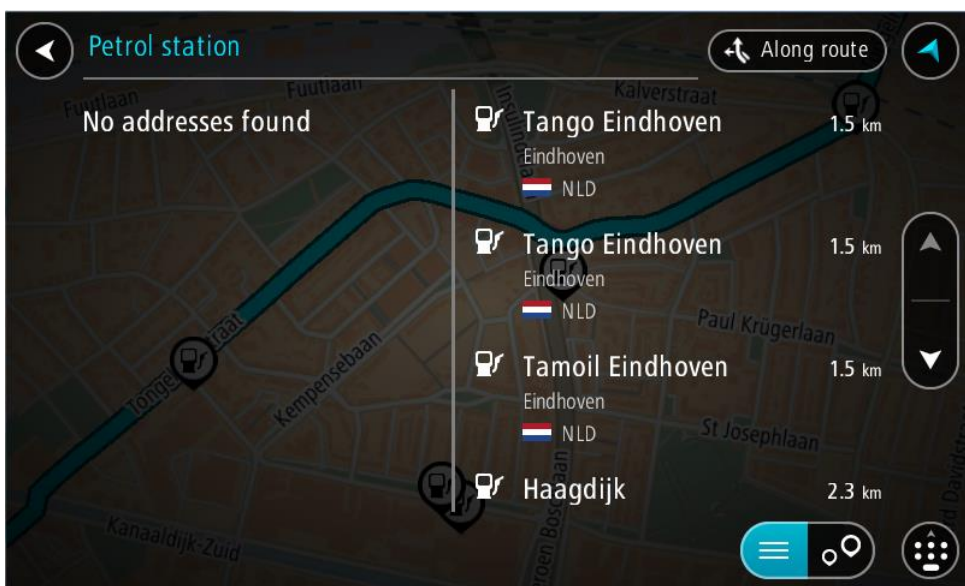 Petrol station
Along route
No addresses found
Tango Eindhoven
1.5 km
Eindhoven
NLD
Tango Eindhoven
1.5 km
Eindhoven
NLD
Tamoil Eindhoven
1.5 km
Eindhoven
NLD
Haagdijk
2.3 km
Fuutlaan
Fuutlaan
Insulindelaan
Kalverstraat
Paul Krügerlaan
Kempensebaan
St Josephlaan
Kanaaldijk-Zuid